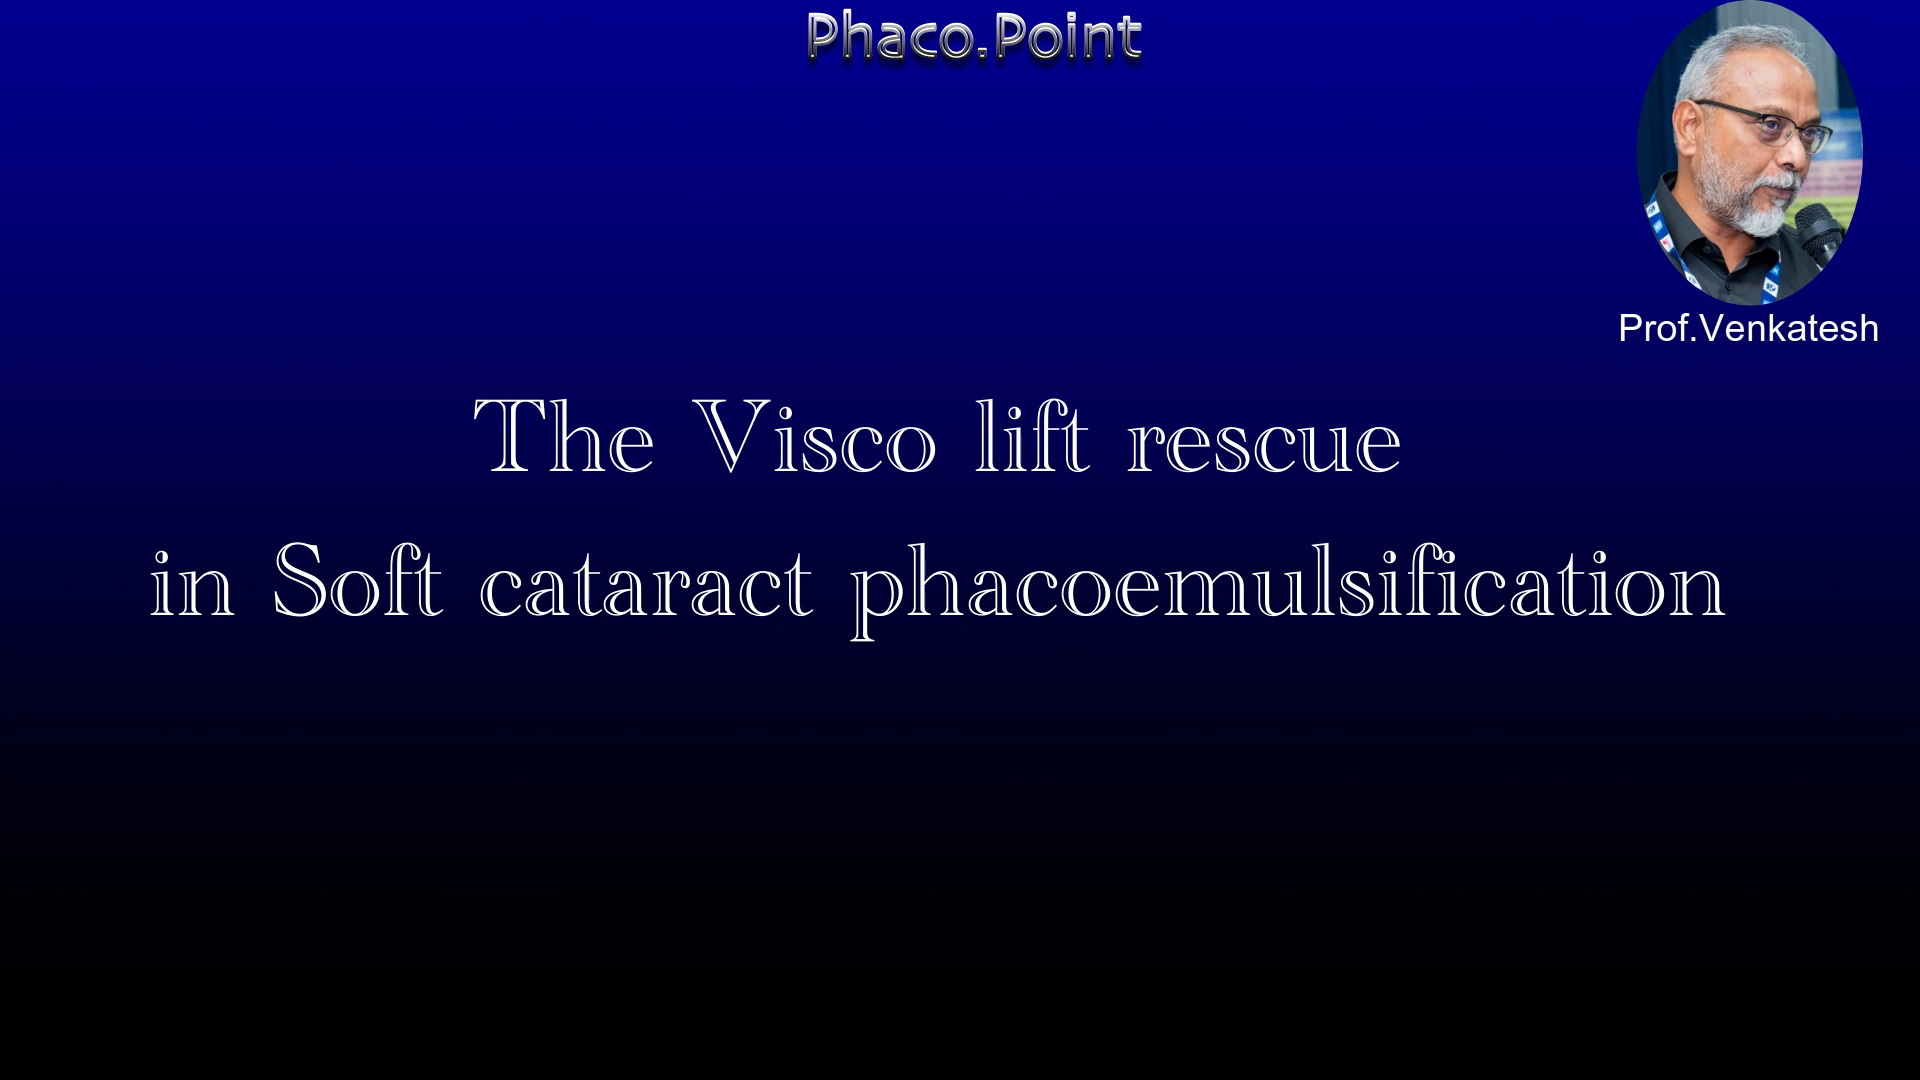 Phaco.Point
Prof.Venkatesh
The Visco lift rescue
in Soft cataract phacoemulsification